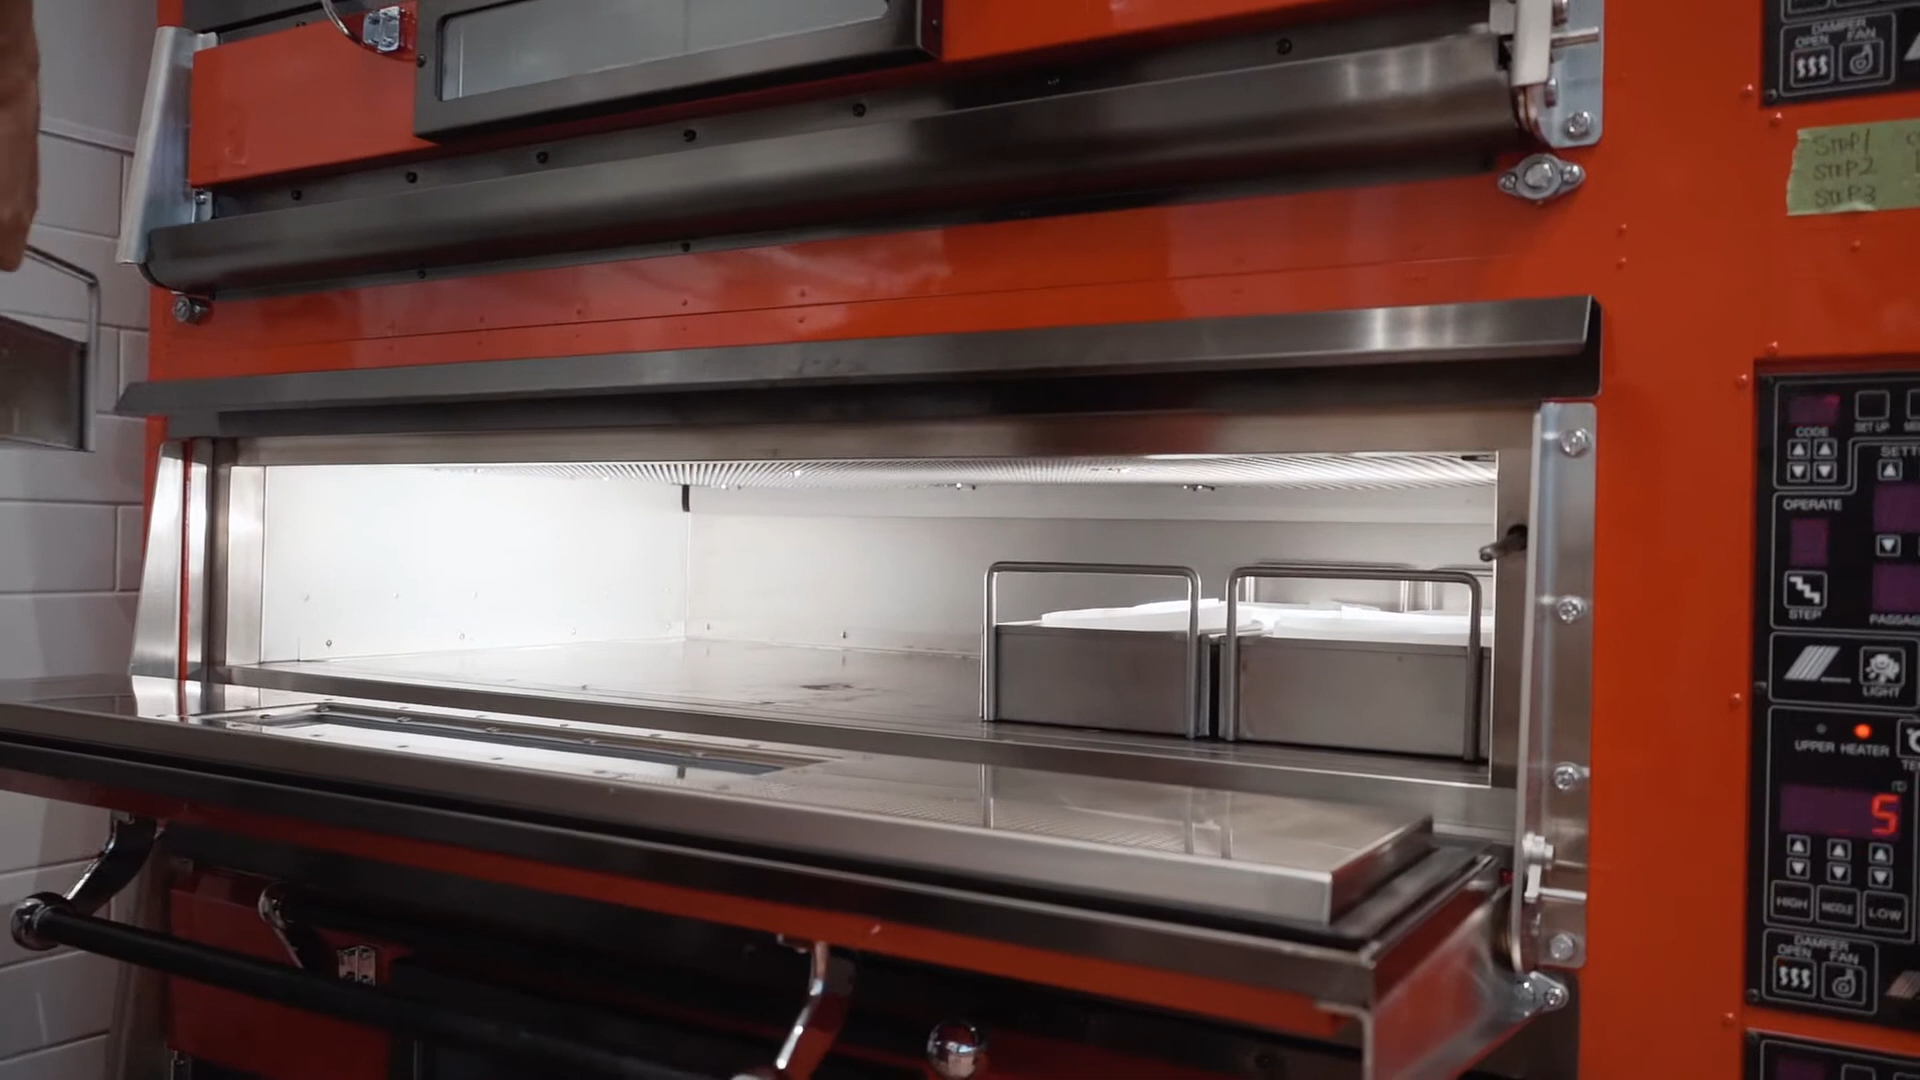 DAMPER
OPEN FAN
STEP1
STEP2
STEP3
CODE
SET UP
OPERATE
STEP
LIGHT
UPPER HEATER
5
HIGH MIDDLE LOW
DAMPER
OPEN FAN